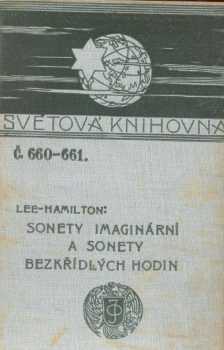 SVĚTOVÁ KNIHOVNA
Č. 660-661.
LEE-HAMILTON:
SONETY IMAGINÁRNÍ
A SONETY
BEZKŘÍDLÝCH HODIN